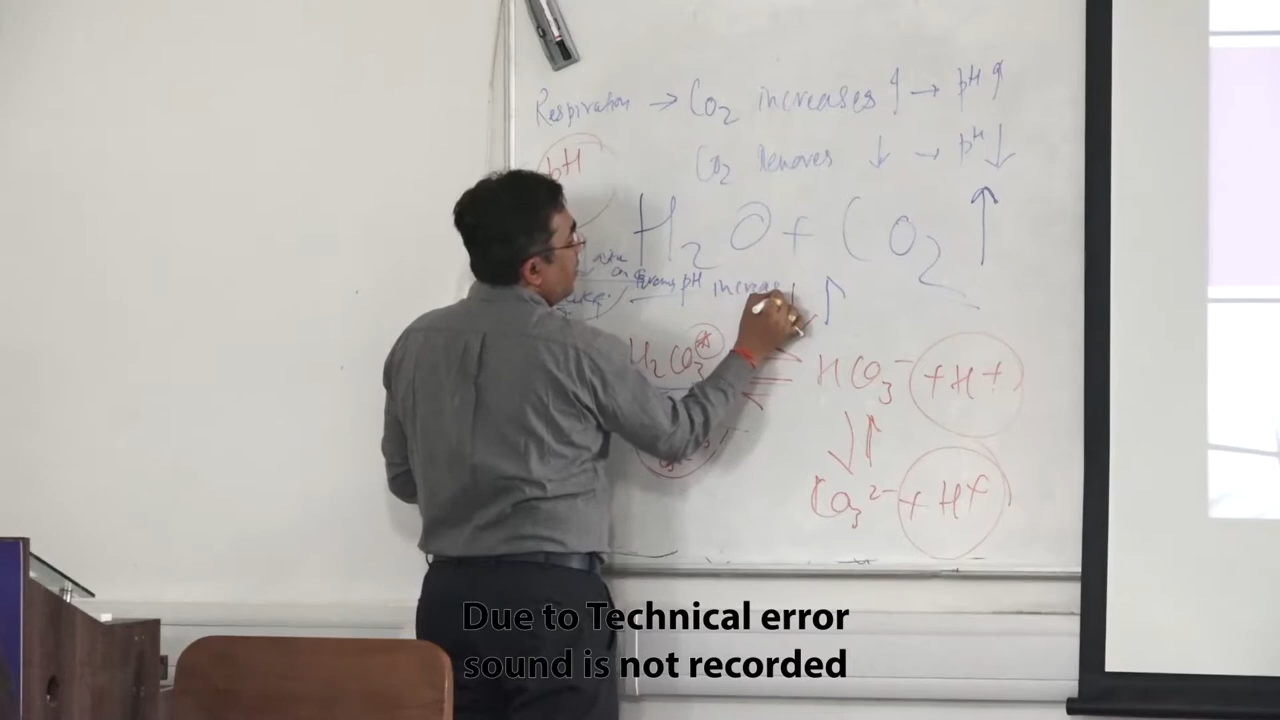 Respiration → CO2 increases ↑ → pH ↑
CO2 removes ↓ → pH ↓
pH
H2O + CO2 ↑
pH increas ↑
H2CO3* ⇌ HCO3- + H+
CO3 2- + H+
Due to Technical error
sound is not recorded